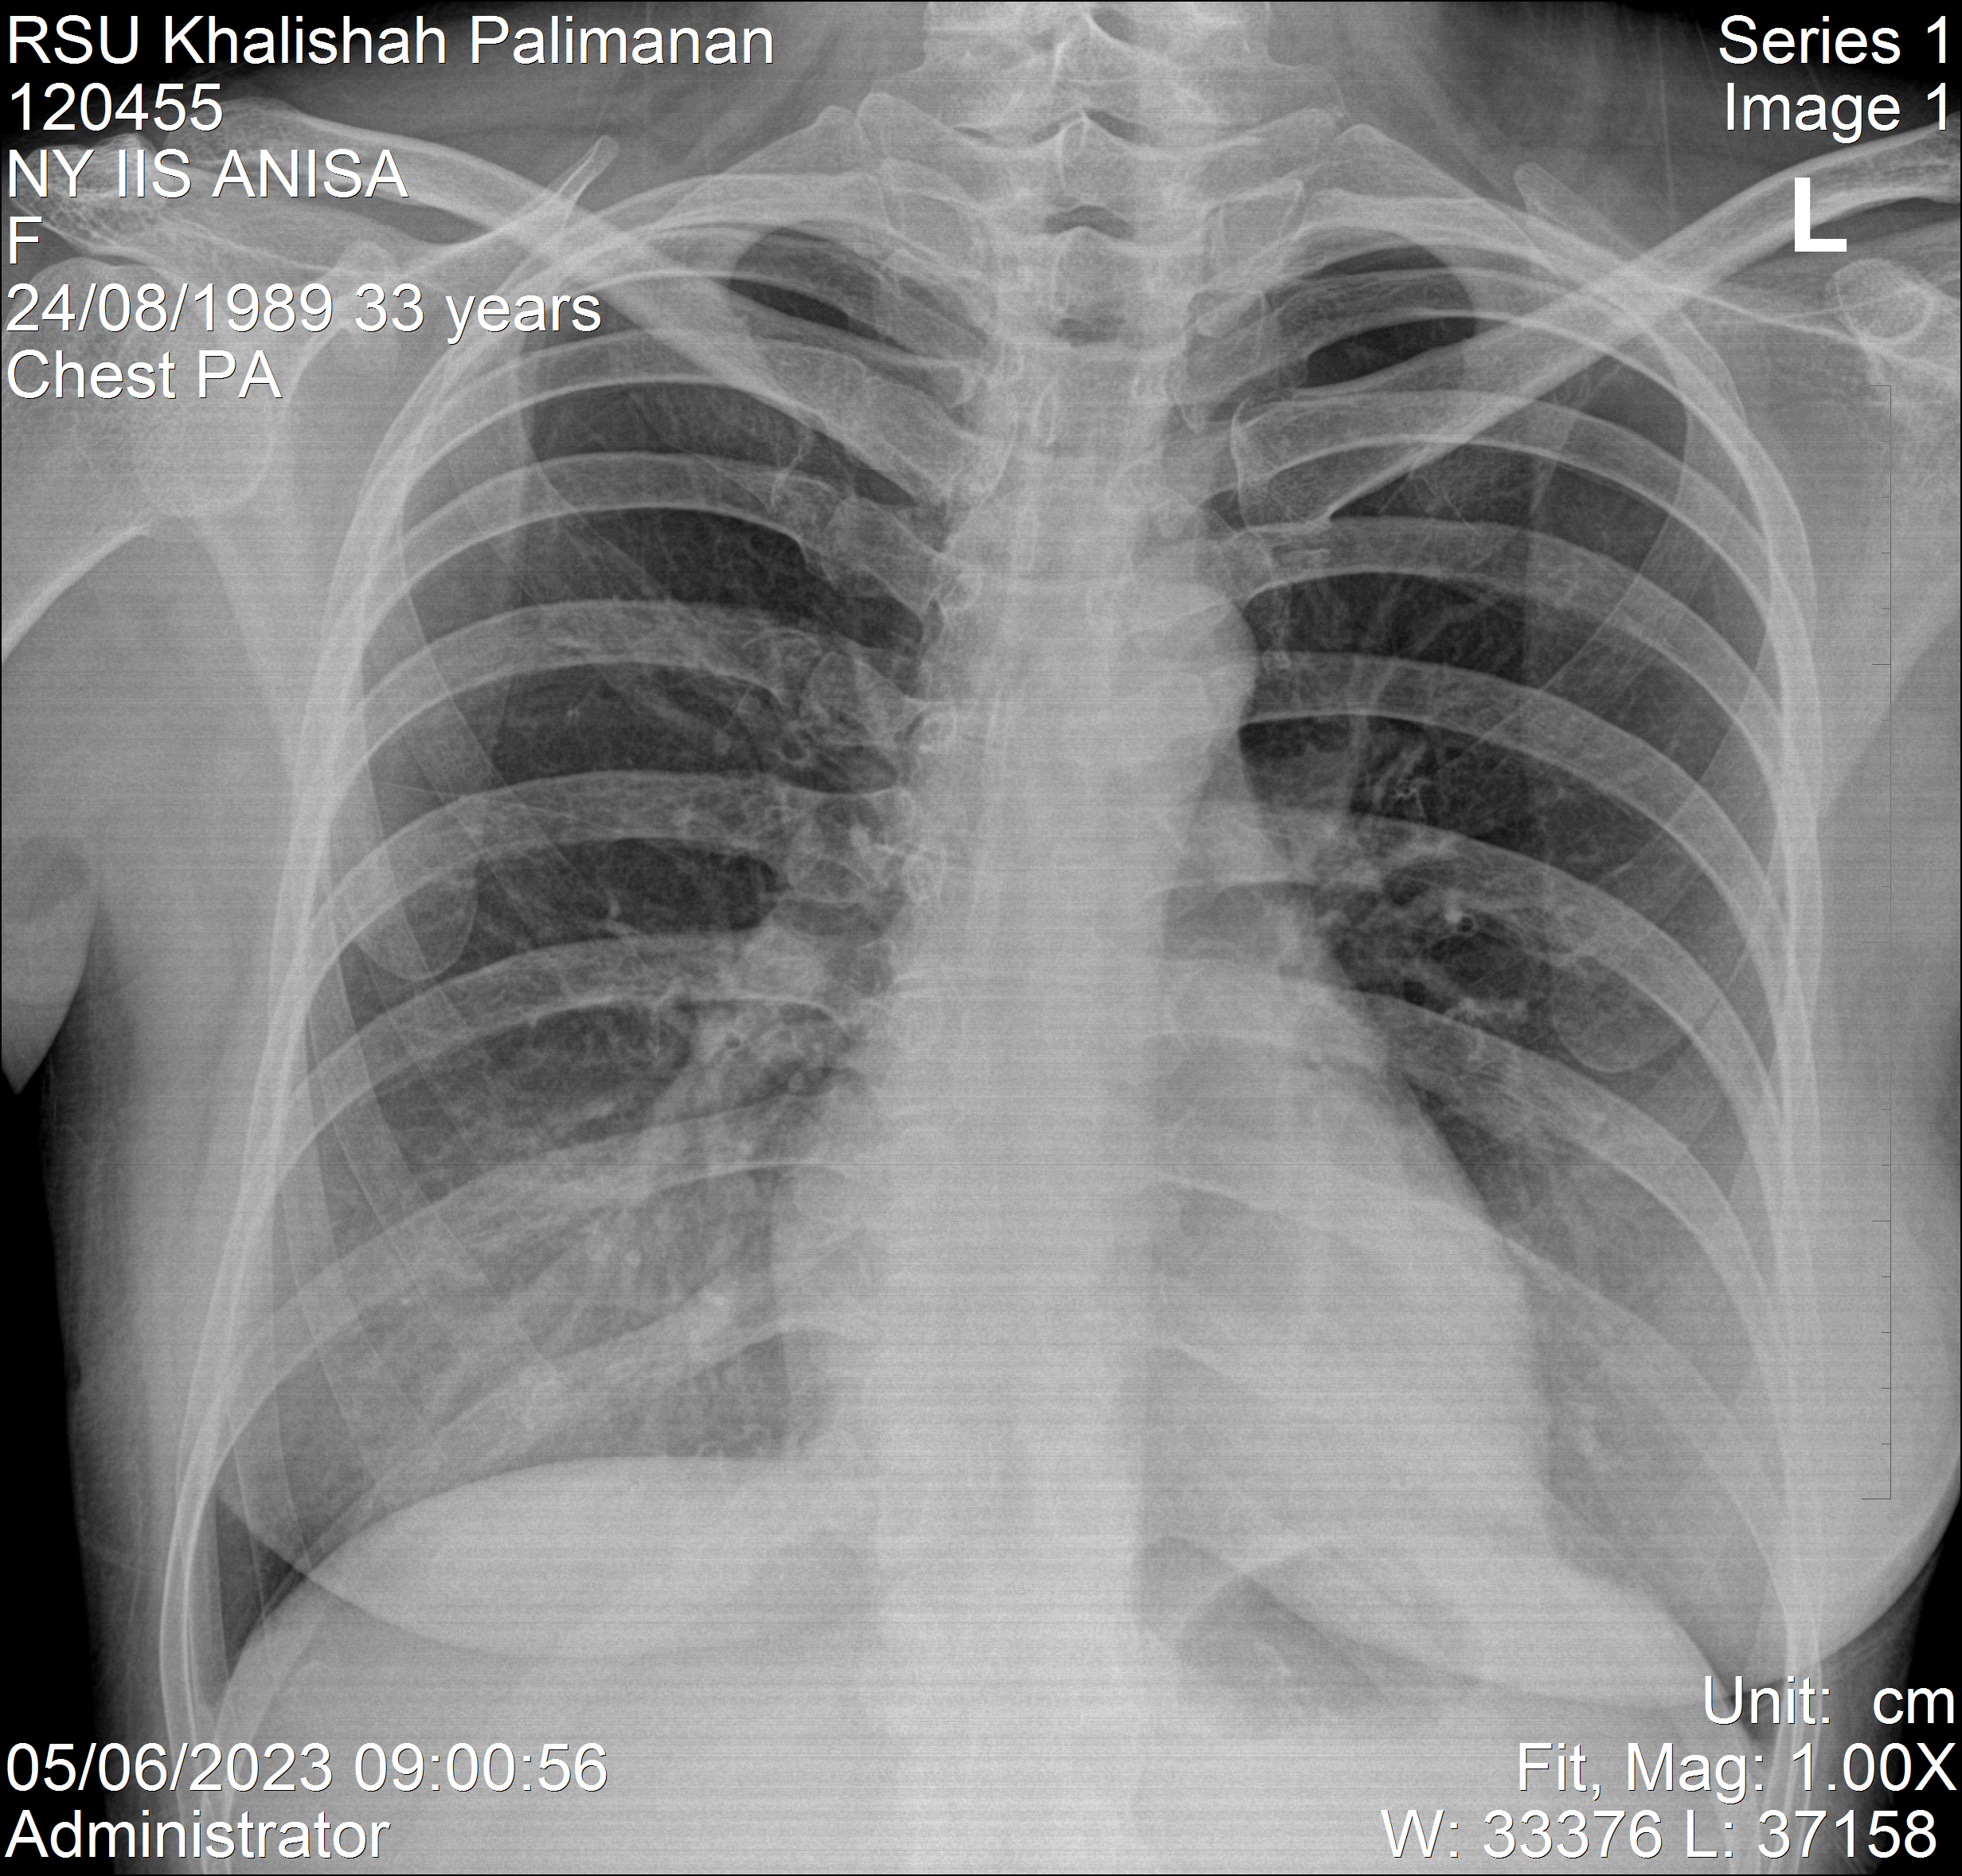 RSU Khalishah Palimanan
120455
NY IIS ANISA
F
24/08/1989 33 years
Chest PA
Series 1
Image 1
L
05/06/2023 09:00:56
Administrator
Unit: cm
Fit, Mag: 1.00X
W: 33376 L: 37158